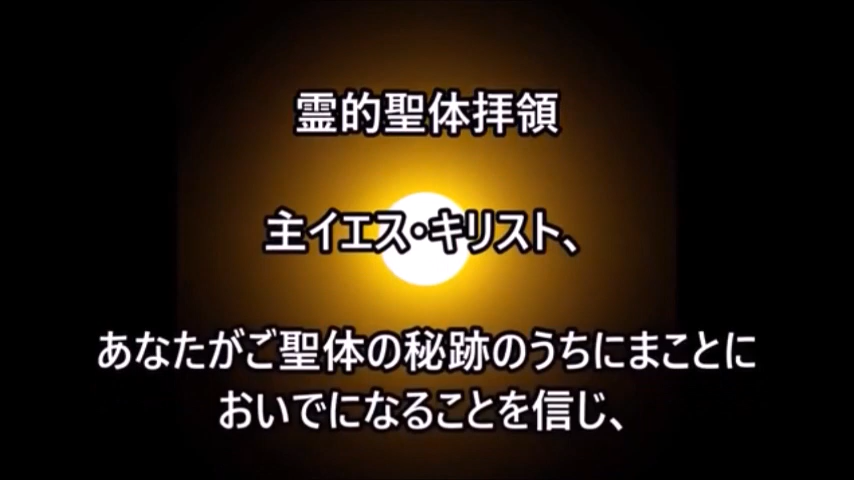 霊的聖体拝領
主イエス・キリスト、
あなたがご聖体の秘跡のうちにまことに
おいでになることを信じ、